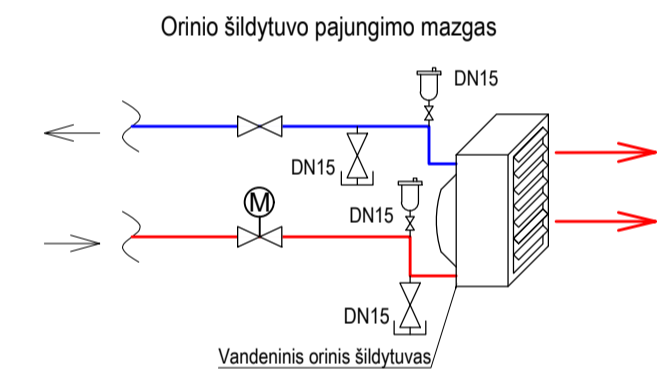 Orinio šildytuvo pajungimo mazgas
DN15
DN15
DN15
M
DN15
Vandeninis orinis šildytuvas